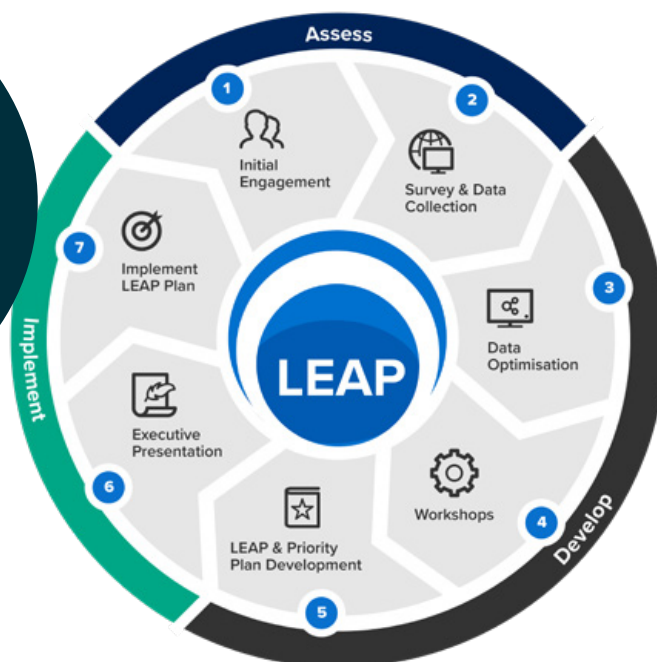 Assess
1
Initial
Engagement
2
Survey & Data
Collection
3
Data
Optimisation
4
Workshops
Develop
5
LEAP & Priority
Plan Development
6
Executive
Presentation
7
Implement
LEAP Plan
Implement
LEAP